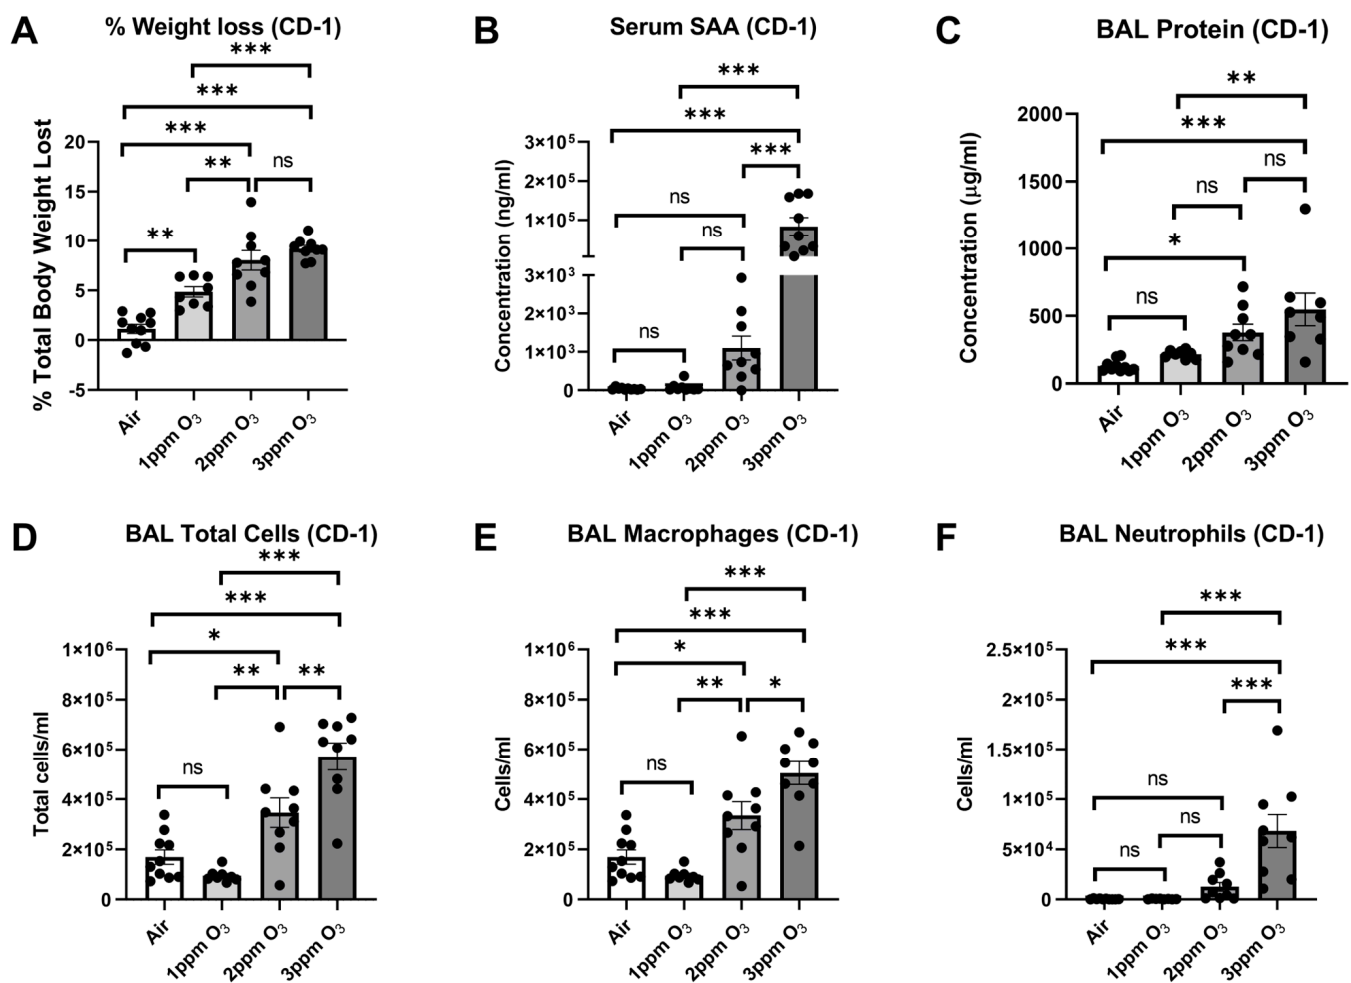 A
% Weight loss (CD-1)
% Total Body Weight Lost
20
15
10
5
0
-5
***
***
***
**
ns
**
Air
1ppm O₃
2ppm O₃
3ppm O₃
B
Serum SAA (CD-1)
Concentration (ng/ml)
3×10⁵
2×10⁵
1×10⁵
3×10³
2×10³
1×10³
0
***
***
***
ns
ns
ns
Air
1ppm O₃
2ppm O₃
3ppm O₃
C
BAL Protein (CD-1)
Concentration (μg/ml)
2000
1500
1000
500
0
**
***
ns
ns
*
ns
Air
1ppm O₃
2ppm O₃
3ppm O₃
D
BAL Total Cells (CD-1)
Total cells/ml
1×10⁶
8×10⁵
6×10⁵
4×10⁵
2×10⁵
0
***
***
*
**
**
ns
Air
1ppm O₃
2ppm O₃
3ppm O₃
E
BAL Macrophages (CD-1)
Cells/ml
1×10⁶
8×10⁵
6×10⁵
4×10⁵
2×10⁵
0
***
***
*
**
*
ns
Air
1ppm O₃
2ppm O₃
3ppm O₃
F
BAL Neutrophils (CD-1)
Cells/ml
2.5×10⁵
2×10⁵
1.5×10⁵
1×10⁵
5×10⁴
0
***
***
***
ns
ns
ns
Air
1ppm O₃
2ppm O₃
3ppm O₃